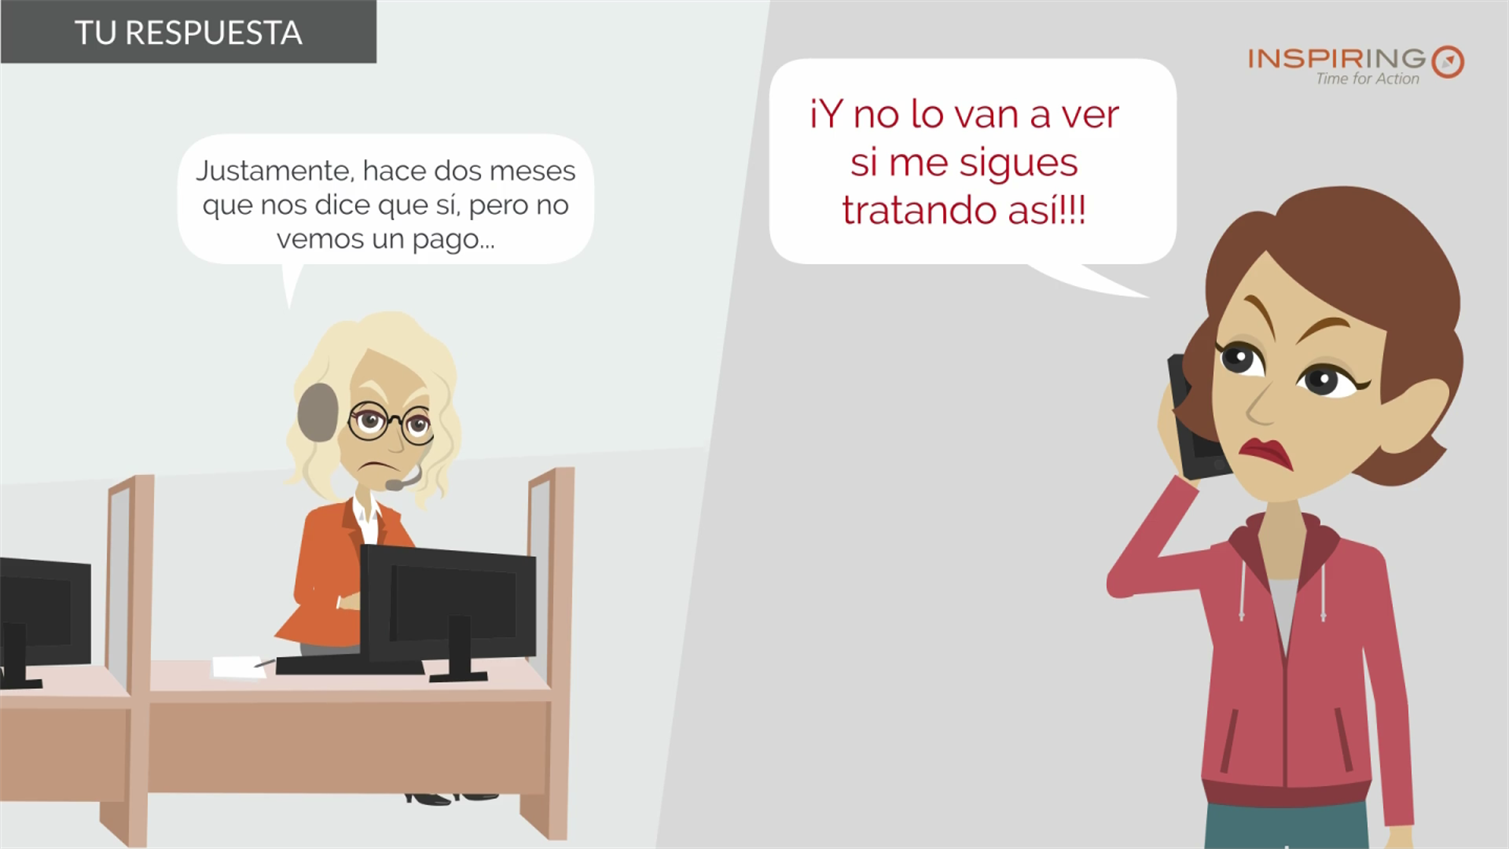 TU RESPUESTA
INSPIRING
Time for Action
Justamente, hace dos meses
que nos dice que sí, pero no
vemos un pago...
¡Y no lo van a ver
si me sigues
tratando así!!!